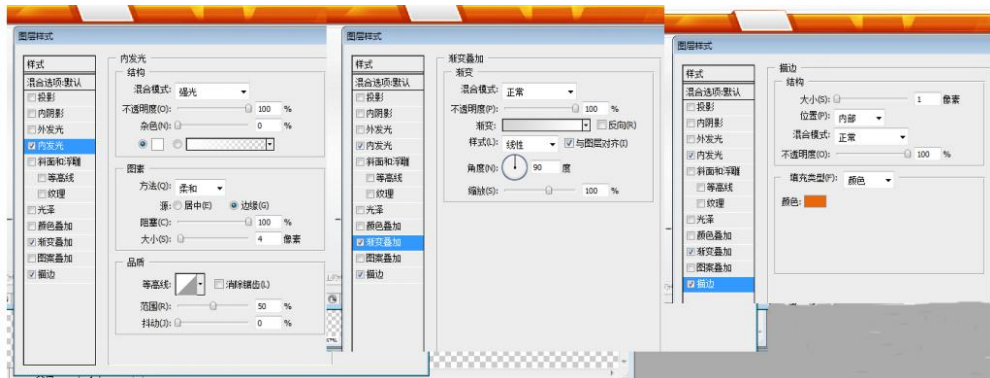 图层样式
样式
混合选项:默认
投影
内阴影
外发光
内发光
斜面和浮雕
等高线
纹理
光泽
颜色叠加
渐变叠加
图案叠加
描边
内发光
结构
混合模式: 强光
不透明度(O): 100 %
杂色(N): 0 %
图素
方法(Q): 柔和
源: 居中(E) 边缘(G)
阻塞(C): 100 %
大小(S): 4 像素
品质
等高线: 消除锯齿(L)
范围(R): 50 %
抖动(J): 0 %
图层样式
样式
混合选项:默认
投影
内阴影
外发光
内发光
斜面和浮雕
等高线
纹理
光泽
颜色叠加
渐变叠加
图案叠加
描边
渐变叠加
渐变
混合模式: 正常
不透明度(P): 100 %
渐变: 反向(R)
样式(L): 线性 与图层对齐(I)
角度(N): 90 度
缩放(S): 100 %
图层样式
样式
混合选项:默认
投影
内阴影
外发光
内发光
斜面和浮雕
等高线
纹理
光泽
颜色叠加
渐变叠加
图案叠加
描边
描边
结构
大小(S): 1 像素
位置(P): 内部
混合模式: 正常
不透明度(O): 100 %
填充类型(F): 颜色
颜色: